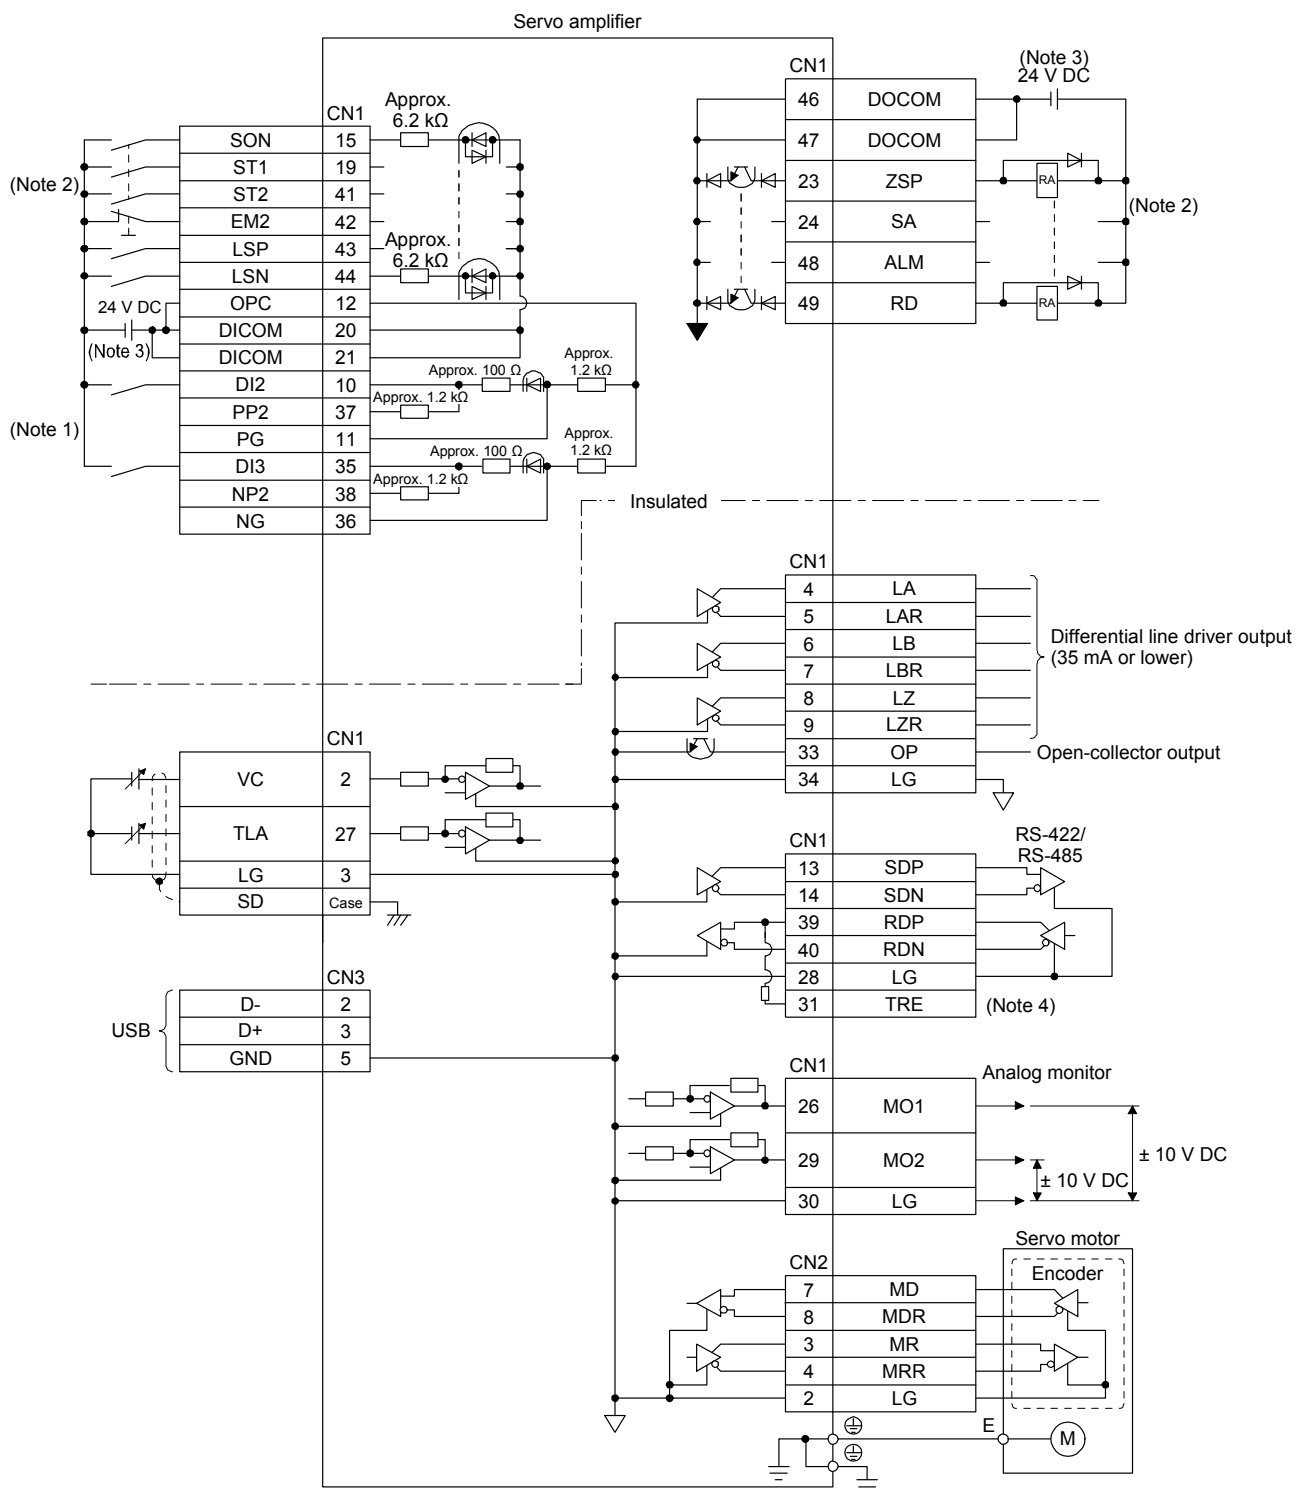 Servo amplifier
CN1
Approx.
6.2 kΩ
SON 15
ST1 19
(Note 2)
ST2 41
EM2 42
LSP 43
Approx.
6.2 kΩ
LSN 44
OPC 12
24 V DC
DICOM 20
(Note 3)
DICOM 21
Approx. 100 Ω
Approx.
1.2 kΩ
DI2 10
Approx. 1.2 kΩ
PP2 37
(Note 1)
PG 11
Approx. 100 Ω
Approx.
1.2 kΩ
DI3 35
Approx. 1.2 kΩ
NP2 38
NG 36
CN1
(Note 3)
24 V DC
46 DOCOM
47 DOCOM
23 ZSP
RA
(Note 2)
24 SA
48 ALM
49 RD
RA
Insulated
CN1
4 LA
5 LAR
6 LB
7 LBR
8 LZ
9 LZR
Differential line driver output
(35 mA or lower)
33 OP
Open-collector output
34 LG
CN1
VC 2
TLA 27
LG 3
SD Case
CN1
RS-422/
RS-485
13 SDP
14 SDN
39 RDP
40 RDN
28 LG
31 TRE
(Note 4)
CN3
USB
D- 2
D+ 3
GND 5
CN1
Analog monitor
26 MO1
29 MO2
30 LG
± 10 V DC
± 10 V DC
Servo motor
Encoder
CN2
7 MD
8 MDR
3 MR
4 MRR
2 LG
E
M